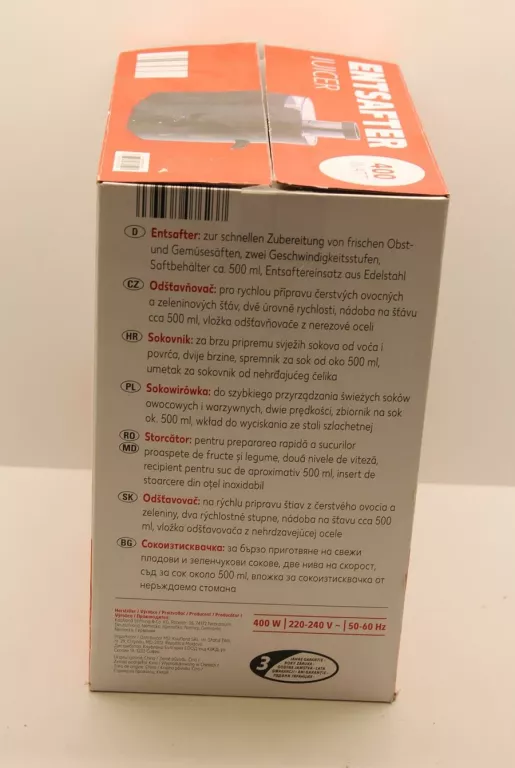 ENTSAFTER
JUICER
400
D Entsafter: zur schnellen Zubereitung von frischen Obst-
und Gemüsesäften, zwei Geschwindigkeitsstufen,
Saftbehälter ca. 500 ml, Entsaftereinsatz aus Edelstahl
CZ Odšťavňovač: pro rychlou přípravu čerstvých ovocných
a zeleninových šťáv, dvě úrovně rychlosti, nádoba na šťávu
cca 500 ml, vložka odšťavňovače z nerezové oceli
HR Sokovnik: za brzu pripremu svježih sokova od voća i
povrća, dvije brzine, spremnik za sok od oko 500 ml,
umetak za sokovnik od nehrđajućeg čelika
PL Sokowirówka: do szybkiego przyrządzania świeżych soków
owocowych i warzywnych, dwie prędkości, zbiornik na sok
ok. 500 ml, wkład do wyciskania ze stali szlachetnej
RO Storcător: pentru prepararea rapidă a sucurilor
MD proaspete de fructe și legume, două nivele de viteză,
recipient pentru suc de aproximativ 500 ml, insert de
stoarcere din oțel inoxidabil
SK Odšťavovač: na rýchlu prípravu štiav z čerstvého ovocia a
zeleniny, dva rýchlostné stupne, nádoba na šťavu cca 500
ml, vložka odšťavovača z nehrdzavejúcej ocele
BG Сокоизтисквачка: за бързо приготвяне на свежи
плодови и зеленчукови сокове, две нива на скорост,
съд за сок около 500 ml, вложка за сокоизтисквачка от
неръждаема стомана
400 W | 220-240 V ~ | 50-60 Hz
3